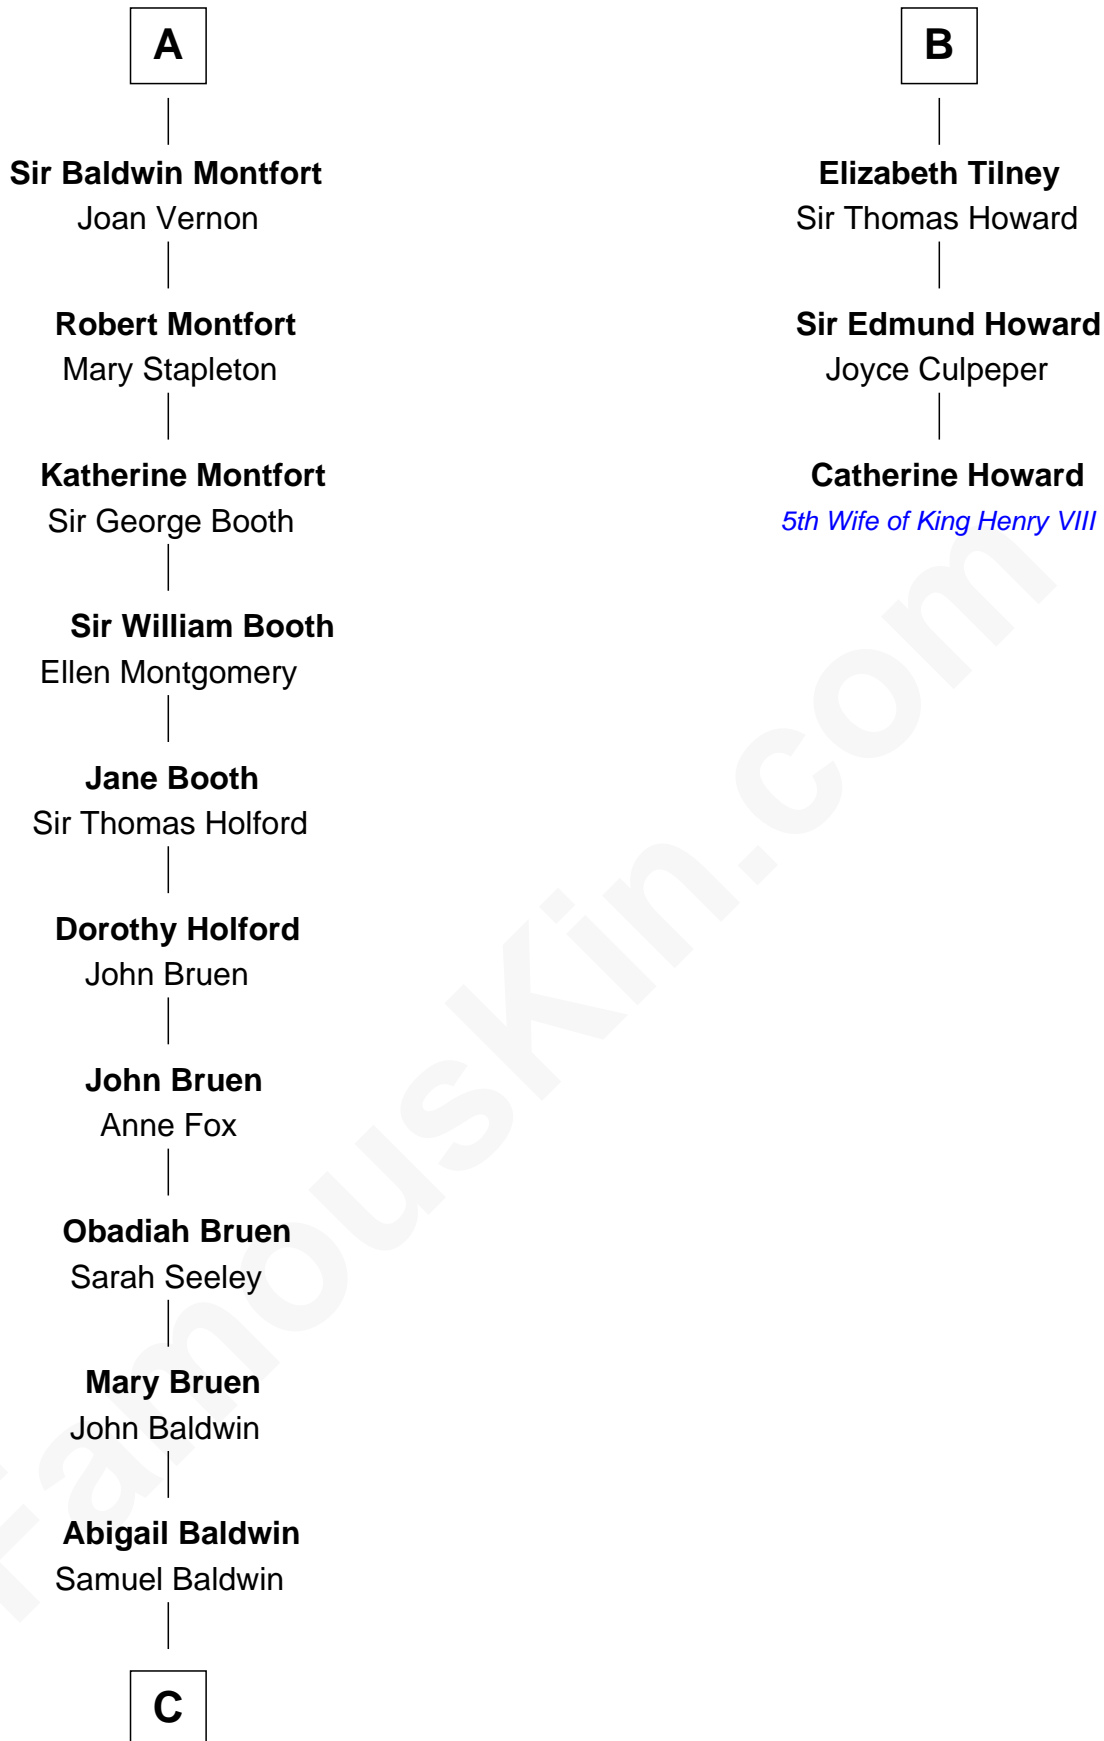 A
Sir Baldwin Montfort
Joan Vernon
Robert Montfort
Mary Stapleton
Katherine Montfort
Sir George Booth
Sir William Booth
Ellen Montgomery
Jane Booth
Sir Thomas Holford
Dorothy Holford
John Bruen
John Bruen
Anne Fox
Obadiah Bruen
Sarah Seeley
Mary Bruen
John Baldwin
Abigail Baldwin
Samuel Baldwin
C
B
Elizabeth Tilney
Sir Thomas Howard
Sir Edmund Howard
Joyce Culpeper
Catherine Howard
5th Wife of King Henry VIII
FamousKin.com